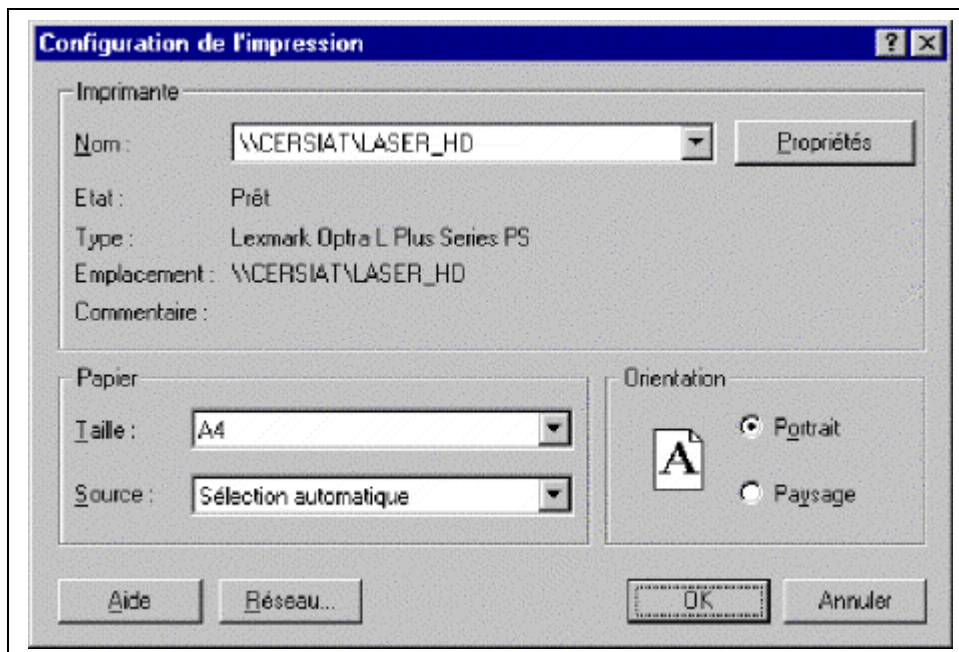 Configuration de l'impression
Imprimante
Nom : \\CERSIAT\LASER_HD Propriétés
Etat : Prêt
Type : Lexmark Optra L Plus Series PS
Emplacement : \\CERSIAT\LASER_HD
Commentaire :
Papier
Taille : A4
Source : Sélection automatique
Orientation
A
Portrait
Paysage
Aide Réseau... OK Annuler